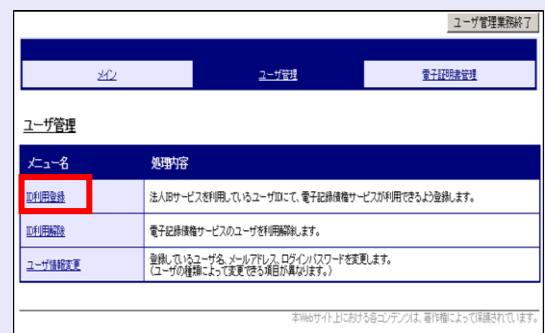 ユーザ管理業務終了
メイン
ユーザ管理
電子証明書管理
ユーザ管理
メニュー名
処理内容
ID利用登録
法人IBサービスを利用しているユーザIDにて、電子記録債権サービスが利用できるよう登録します。
ID利用解除
電子記録債権サービスのユーザを利用解除します。
ユーザ情報変更
登録しているユーザ名、メールアドレス、ログインパスワードを変更します。
(ユーザの種類によって変更できる項目が異なります。)
本Webサイト上における各コンテンツは、著作権によって保護されています。